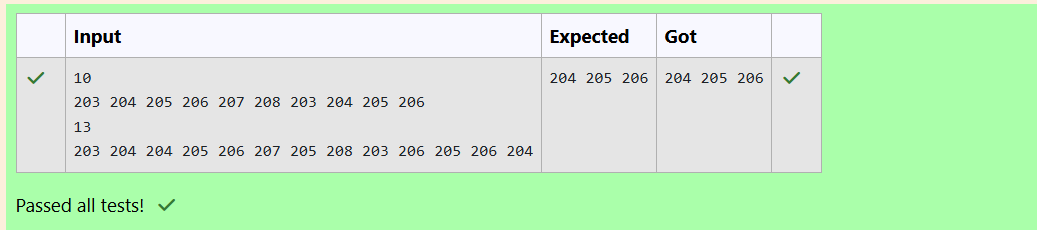 Input Expected Got
10 204 205 206 204 205 206
203 204 205 206 207 208 203 204 205 206
13
203 204 204 205 206 207 205 208 203 206 205 206 204
Passed all tests!